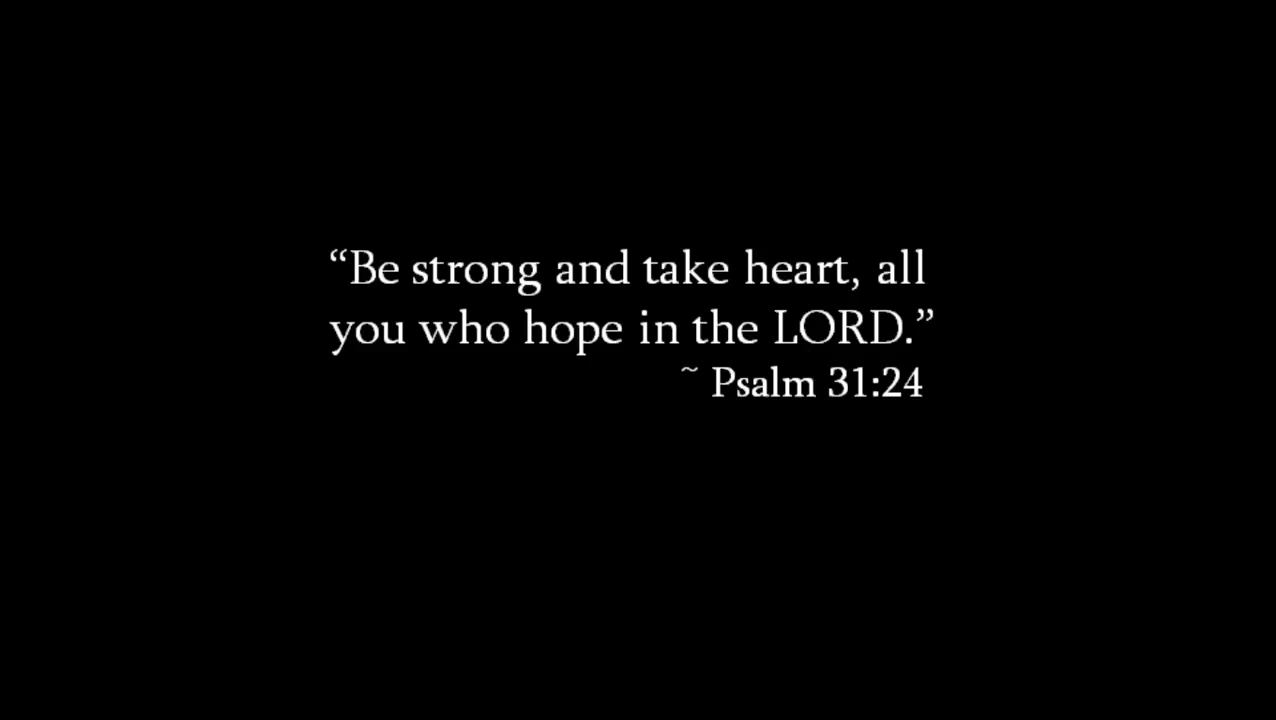 “Be strong and take heart, all
you who hope in the LORD.”
~ Psalm 31:24